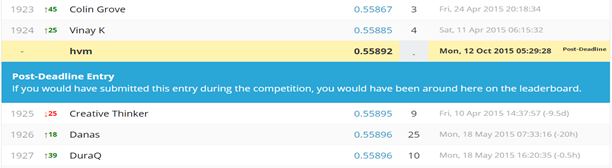 1923 ↑45 Colin Grove 0.55867 3 Fri, 24 Apr 2015 20:18:34
1924 ↑25 Vinay K 0.55885 4 Sat, 11 Apr 2015 06:15:32
- hvm 0.55892 - Mon, 12 Oct 2015 05:29:28 Post-Deadline
Post-Deadline Entry
If you would have submitted this entry during the competition, you would have been around here on the leaderboard.
1925 ↓25 Creative Thinker 0.55895 9 Fri, 10 Apr 2015 14:37:57 (-9.5d)
1926 ↑18 Danas 0.55896 25 Mon, 18 May 2015 07:33:16 (-20h)
1927 ↑39 DuraQ 0.55896 10 Mon, 18 May 2015 16:20:35 (-0.5h)